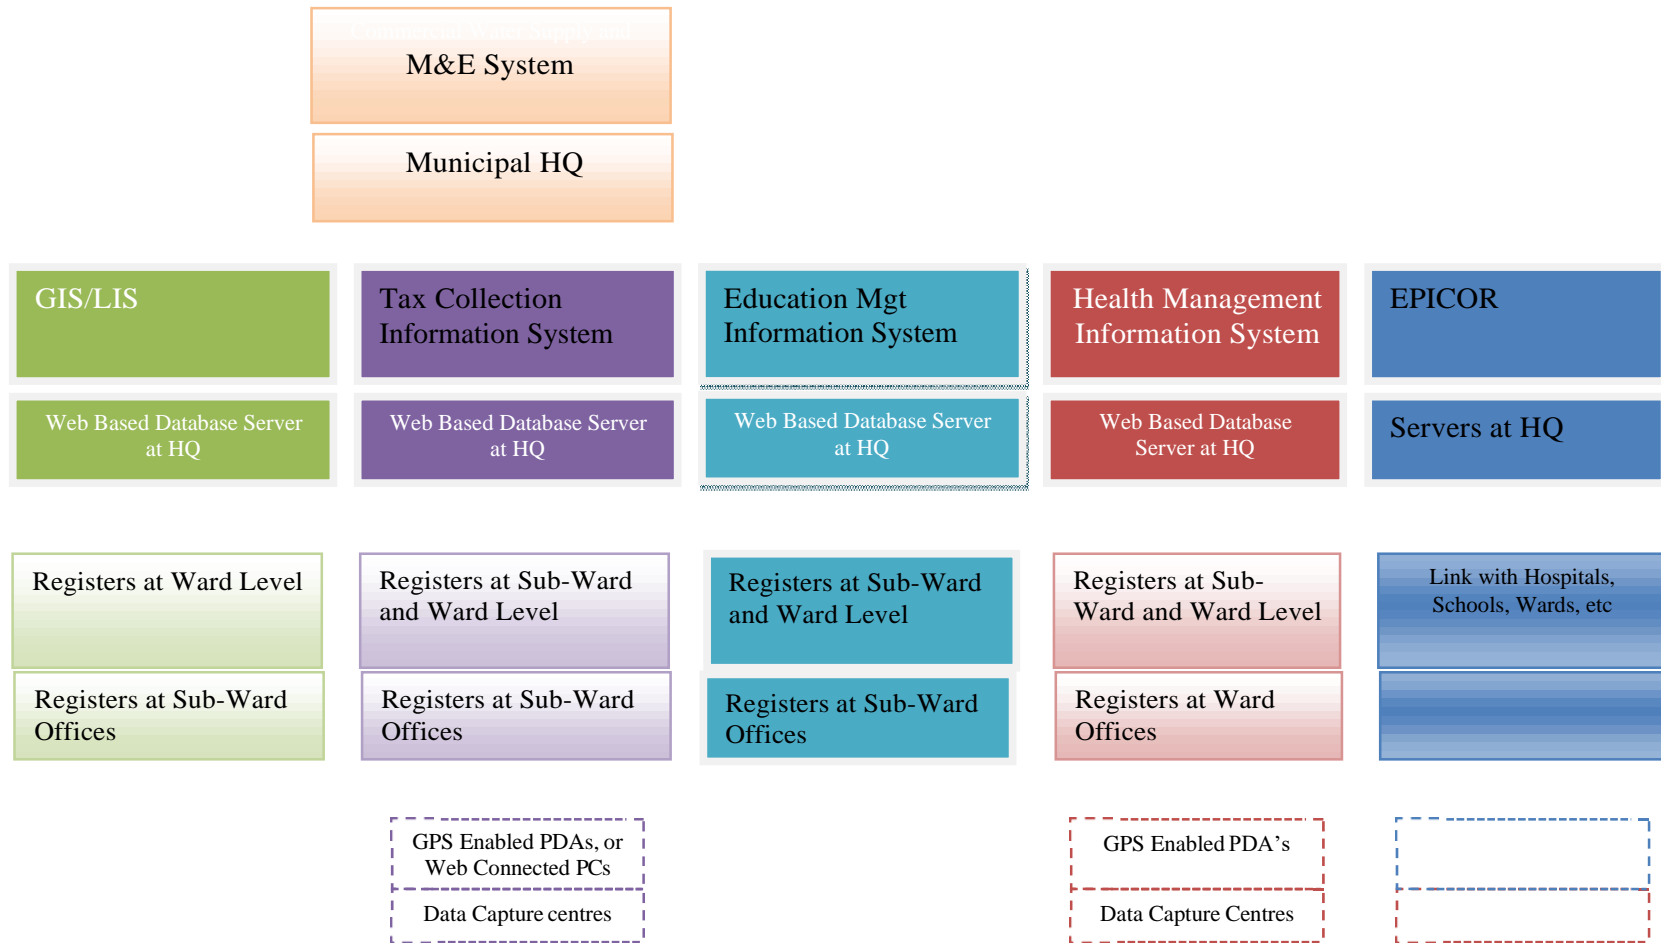 Commercial Water Supply and
M&E System
Municipal HQ
GIS/LIS
Tax Collection
Information System
Education Mgt
Information System
Health Management
Information System
EPICOR
Web Based Database Server
at HQ
Web Based Database Server
at HQ
Web Based Database Server
at HQ
Web Based Database
Server at HQ
Servers at HQ
Registers at Ward Level
Registers at Sub-Ward
and Ward Level
Registers at Sub-Ward
and Ward Level
Registers at Sub-
Ward and Ward Level
Link with Hospitals,
Schools, Wards, etc
Registers at Sub-Ward
Offices
Registers at Sub-Ward
Offices
Registers at Sub-Ward
Offices
Registers at Ward
Offices
GPS Enabled PDAs, or
Web Connected PCs
Data Capture centres
GPS Enabled PDA's
Data Capture Centres